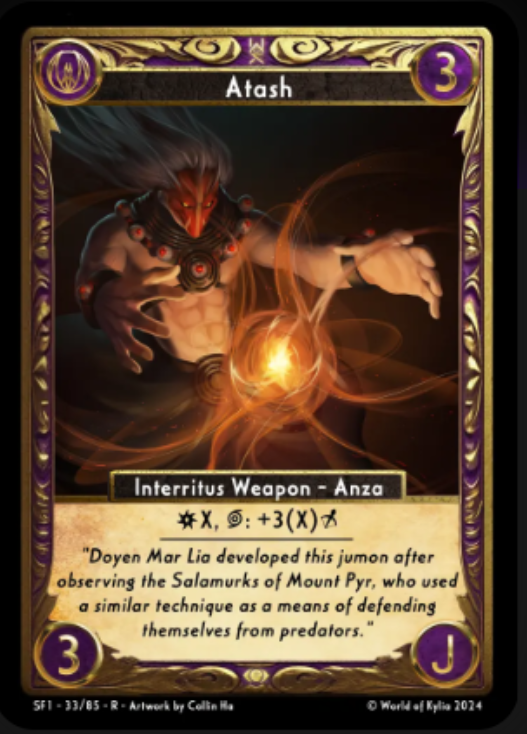 3
Atash
Interritus Weapon - Anza
X, : +3(X)
"Doyen Mar Lia developed this jumon after
observing the Salamurks of Mount Pyr, who used
a similar technique as a means of defending
themselves from predators."
3
J
SF1 - 33/85 - R - Artwork by Collin Ha
© World of Kylia 2024